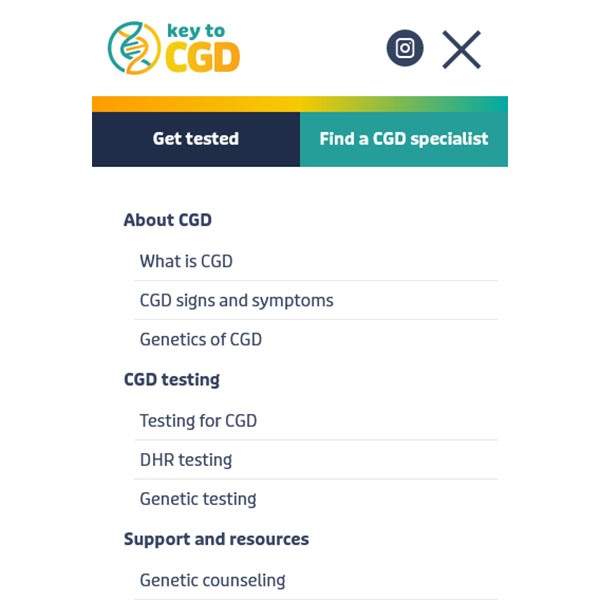 key to
CGD
Get tested
Find a CGD specialist
About CGD
What is CGD
CGD signs and symptoms
Genetics of CGD
CGD testing
Testing for CGD
DHR testing
Genetic testing
Support and resources
Genetic counseling